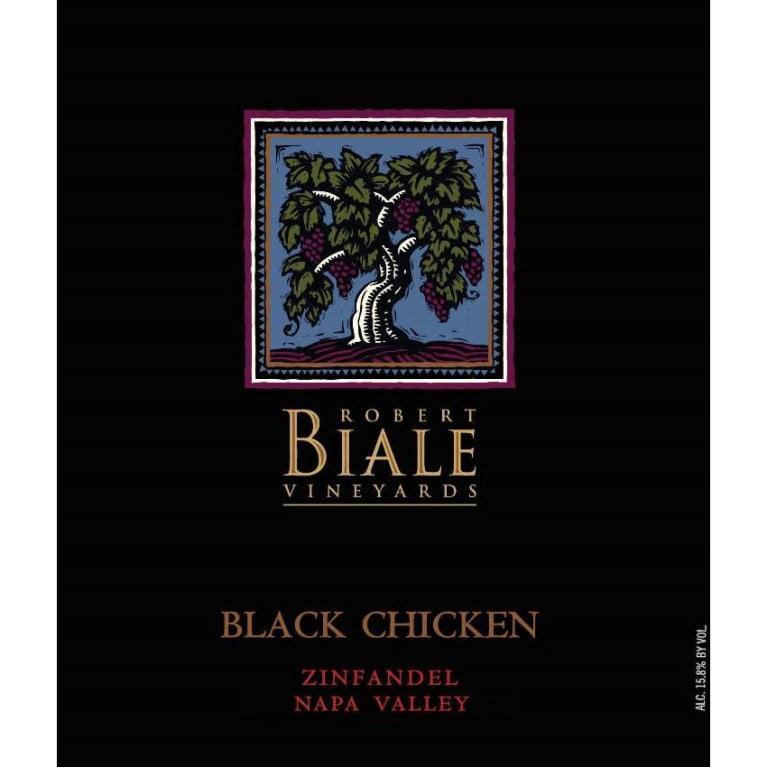 ROBERT
BIALE
VINEYARDS
BLACK CHICKEN
ZINFANDEL
NAPA VALLEY
ALC. 15.8% BY VOL.